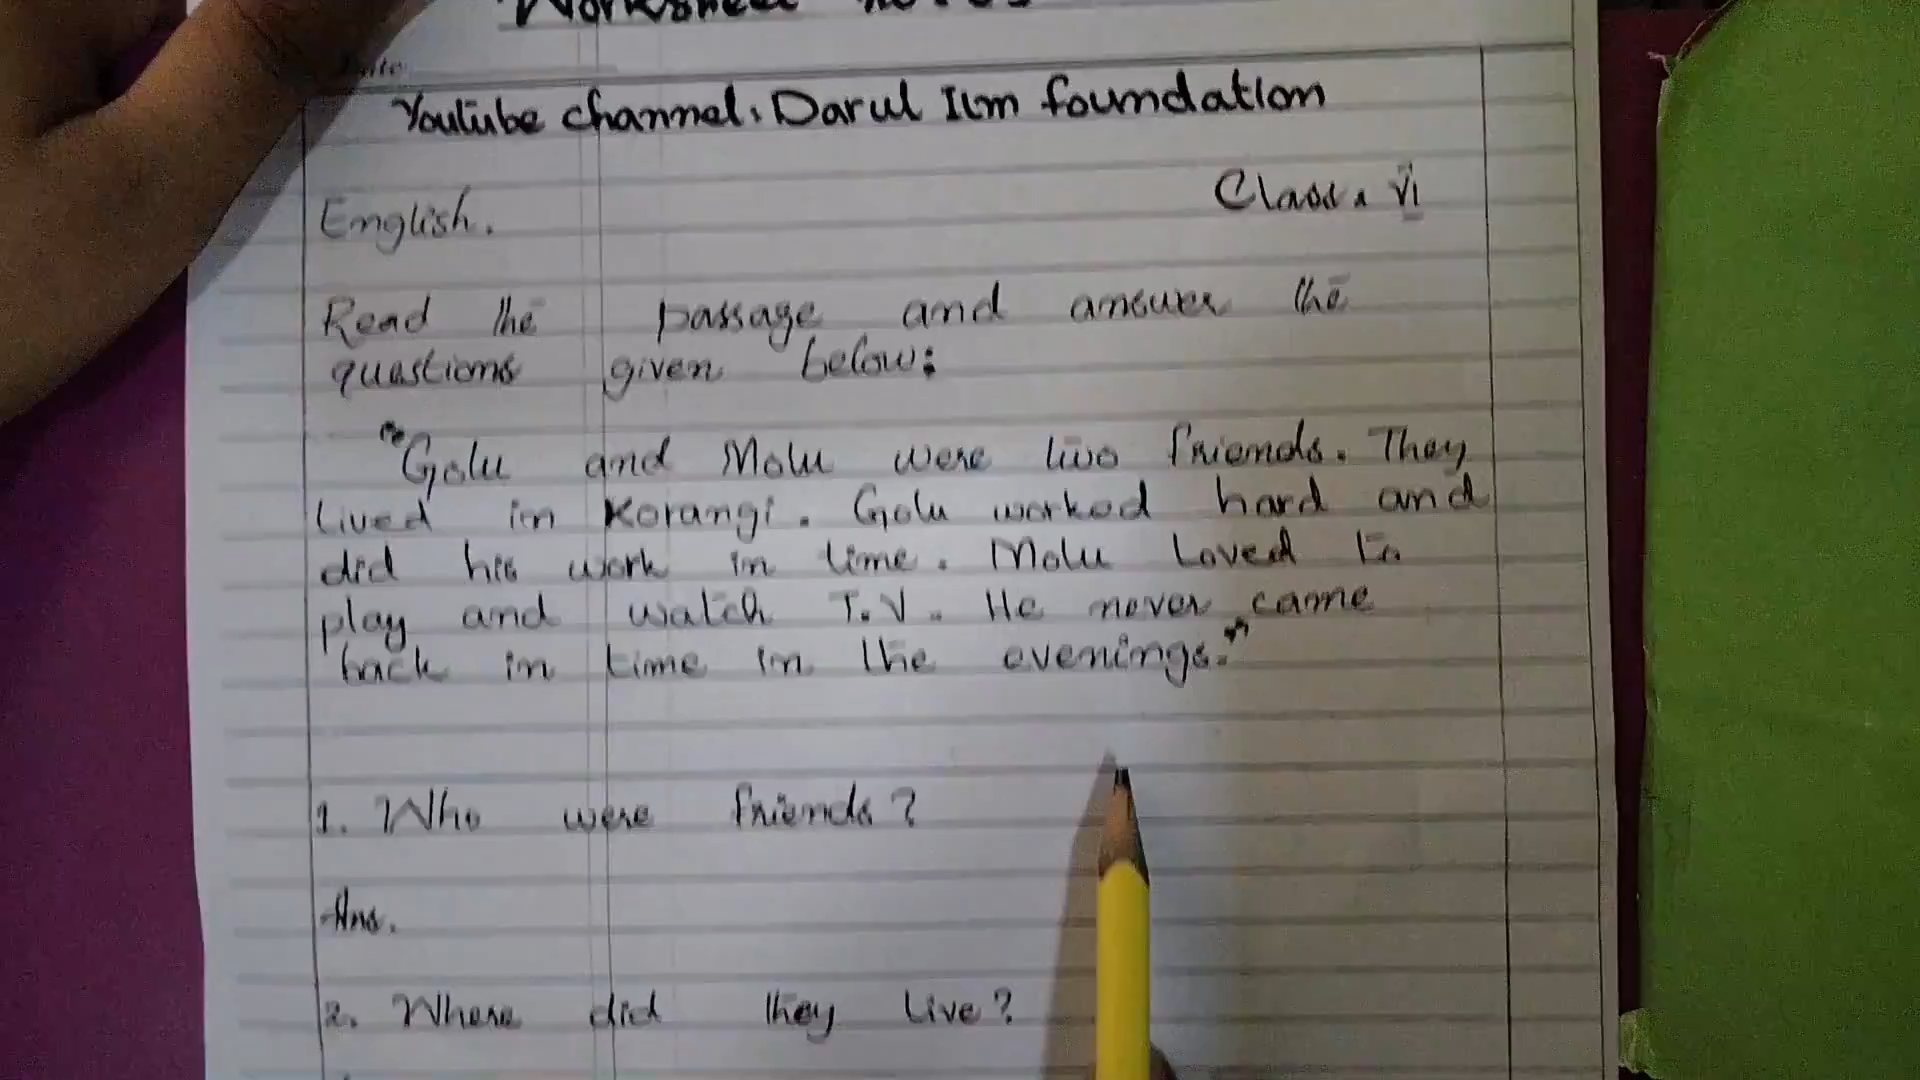 Worksheet no.
Date
Youtube channel: Darul Ilm foundation
English. Class: VI
Read the passage and answer the
questions given below:
"Golu and Molu were two friends. They
lived in Korangi. Golu worked hard and
did his work in time. Molu Loved to
play and watch T.V. He never came
back in time in the evenings."
1. Who were friends?
Ans.
2. Where did they live?